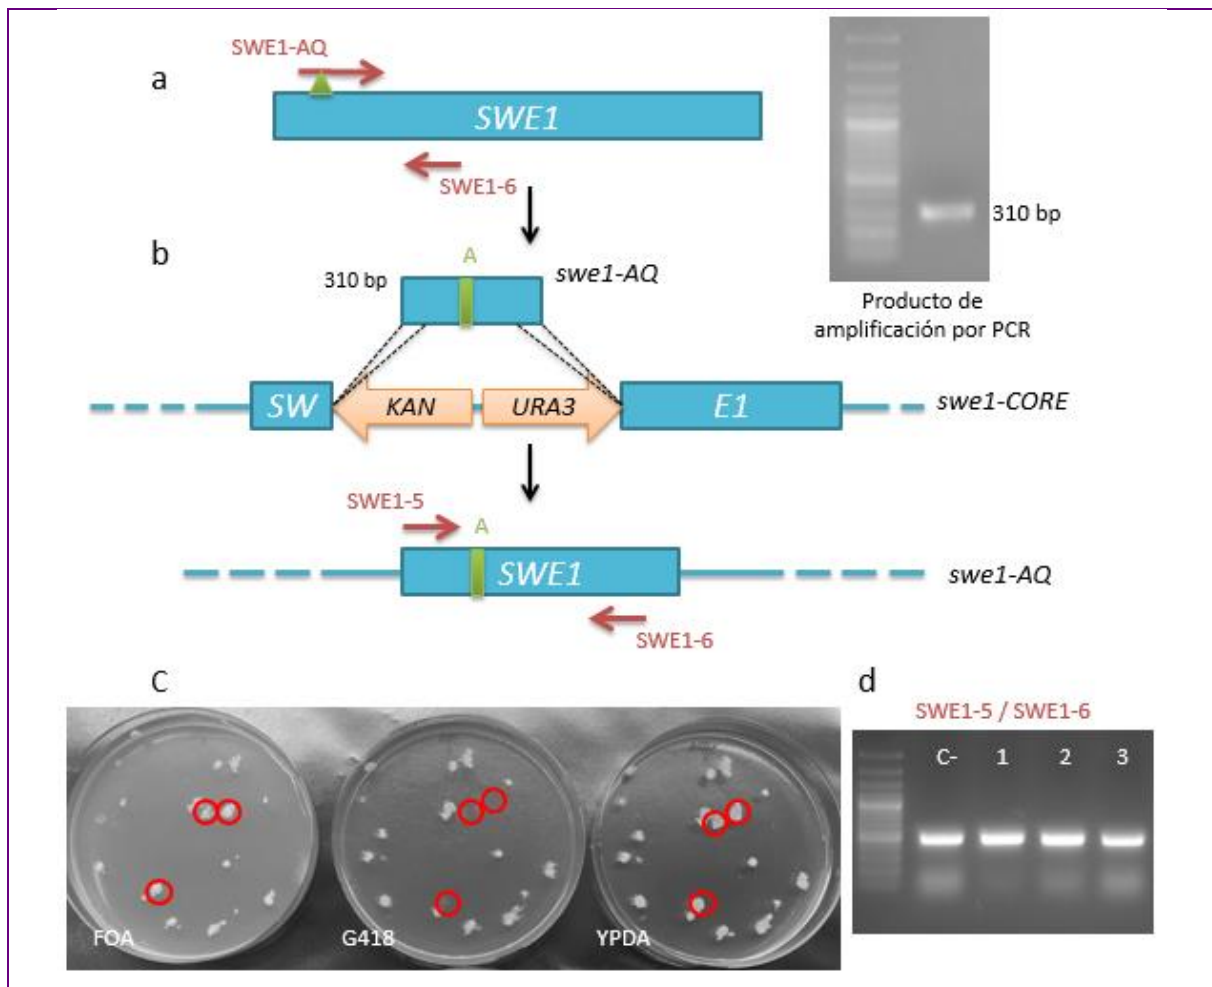 a
SWE1-AQ
SWE1
SWE1-6
310 bp
Producto de
amplificación por PCR
b
A
310 bp
swe1-AQ
SW
KAN
URA3
E1
swe1-CORE
SWE1-5
A
SWE1
swe1-AQ
SWE1-6
C
FOA
G418
YPDA
d
SWE1-5 / SWE1-6
C- 1 2 3